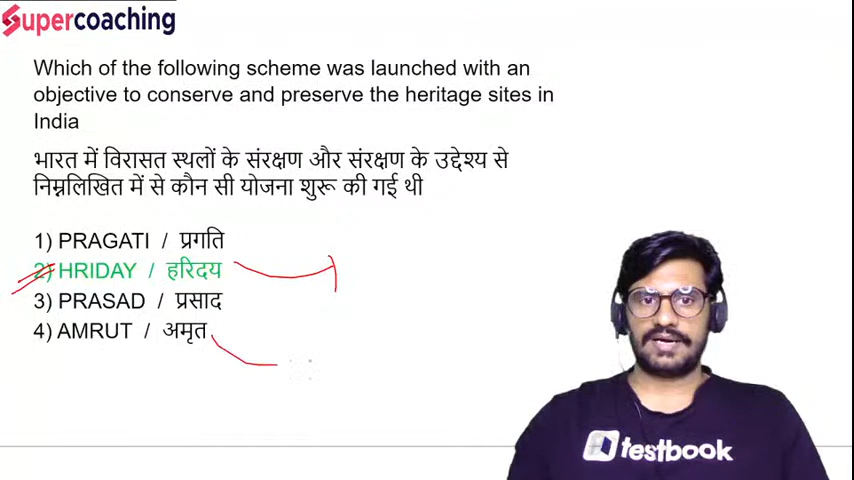 Supercoaching
Which of the following scheme was launched with an
objective to conserve and preserve the heritage sites in
India
भारत में विरासत स्थलों के संरक्षण और संरक्षण के उद्देश्य से
निम्नलिखित में से कौन सी योजना शुरू की गई थी
1) PRAGATI / प्रगति
2) HRIDAY / हरिदय
3) PRASAD / प्रसाद
4) AMRUT / अमृत
testbook